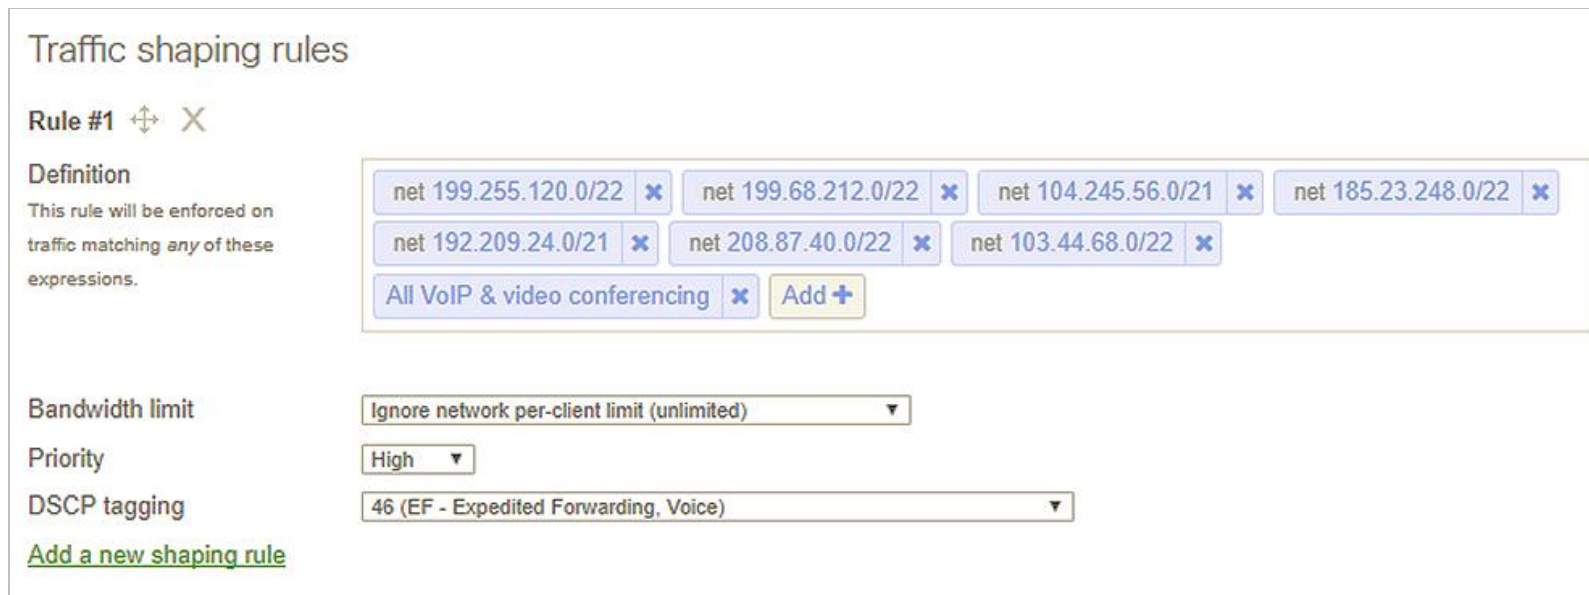 Traffic shaping rules
Rule #1
Definition
This rule will be enforced on
traffic matching any of these
expressions.
net 199.255.120.0/22 net 199.68.212.0/22 net 104.245.56.0/21 net 185.23.248.0/22
net 192.209.24.0/21 net 208.87.40.0/22 net 103.44.68.0/22
All VoIP & video conferencing Add +
Bandwidth limit Ignore network per-client limit (unlimited)
Priority High
DSCP tagging 46 (EF - Expedited Forwarding, Voice)
Add a new shaping rule